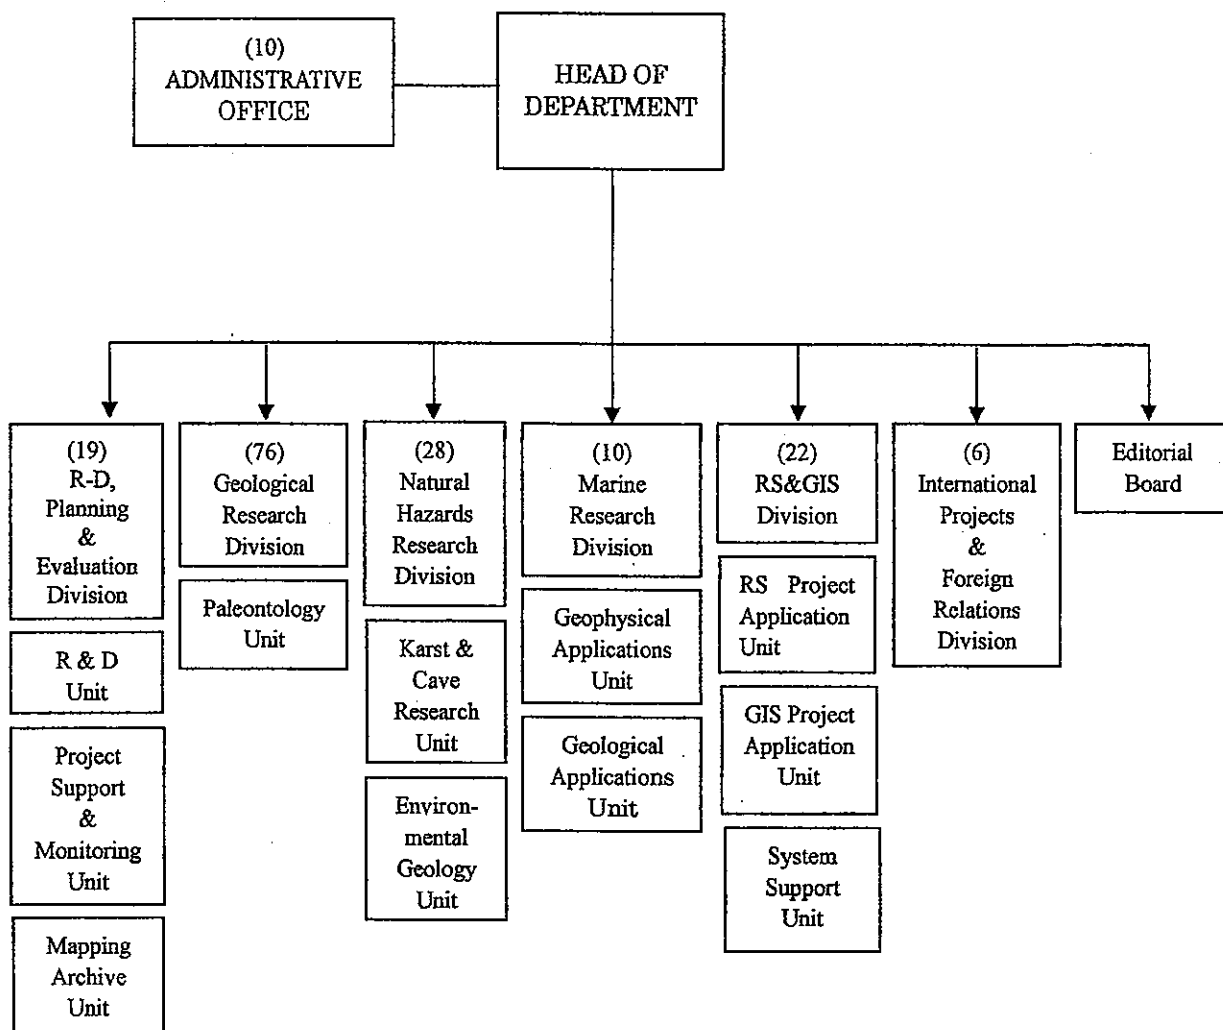 (10)
ADMINISTRATIVE
OFFICE
HEAD OF
DEPARTMENT
(19)
R-D,
Planning
&
Evaluation
Division
R & D
Unit
Project
Support
&
Monitoring
Unit
Mapping
Archive
Unit
(76)
Geological
Research
Division
Paleontology
Unit
(28)
Natural
Hazards
Research
Division
Karst &
Cave
Research
Unit
Environ-
mental
Geology
Unit
(10)
Marine
Research
Division
Geophysical
Applications
Unit
Geological
Applications
Unit
(22)
RS&GIS
Division
RS Project
Application
Unit
GIS Project
Application
Unit
System
Support
Unit
(6)
International
Projects
&
Foreign
Relations
Division
Editorial
Board